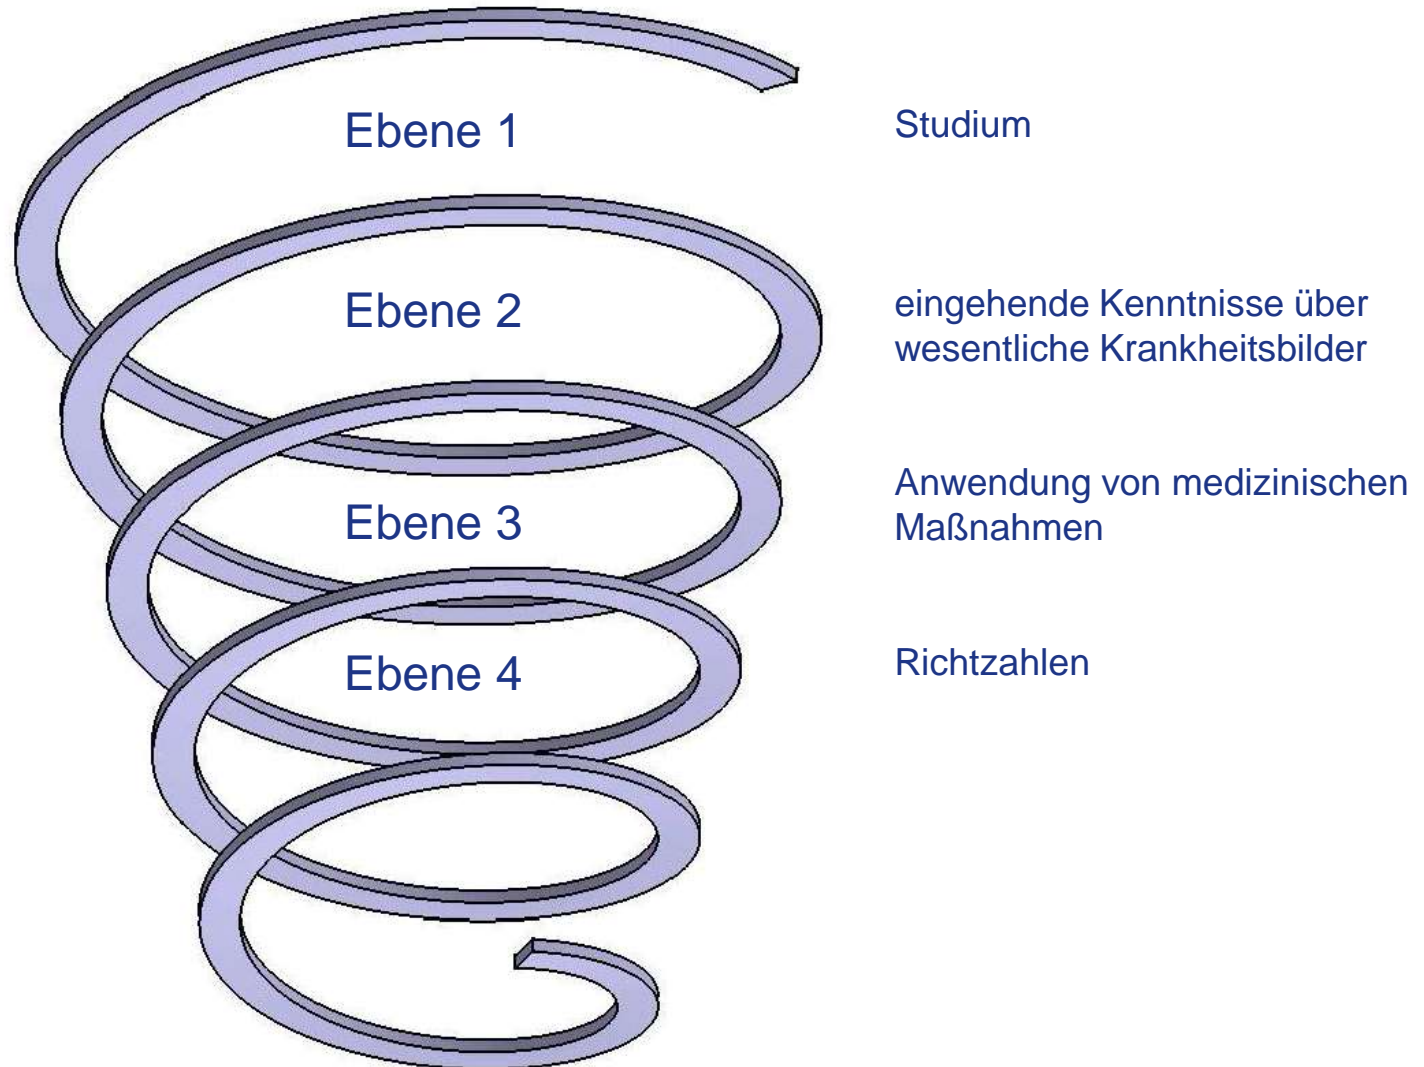 Ebene 1
Studium
Ebene 2
eingehende Kenntnisse über
wesentliche Krankheitsbilder
Ebene 3
Anwendung von medizinischen
Maßnahmen
Ebene 4
Richtzahlen